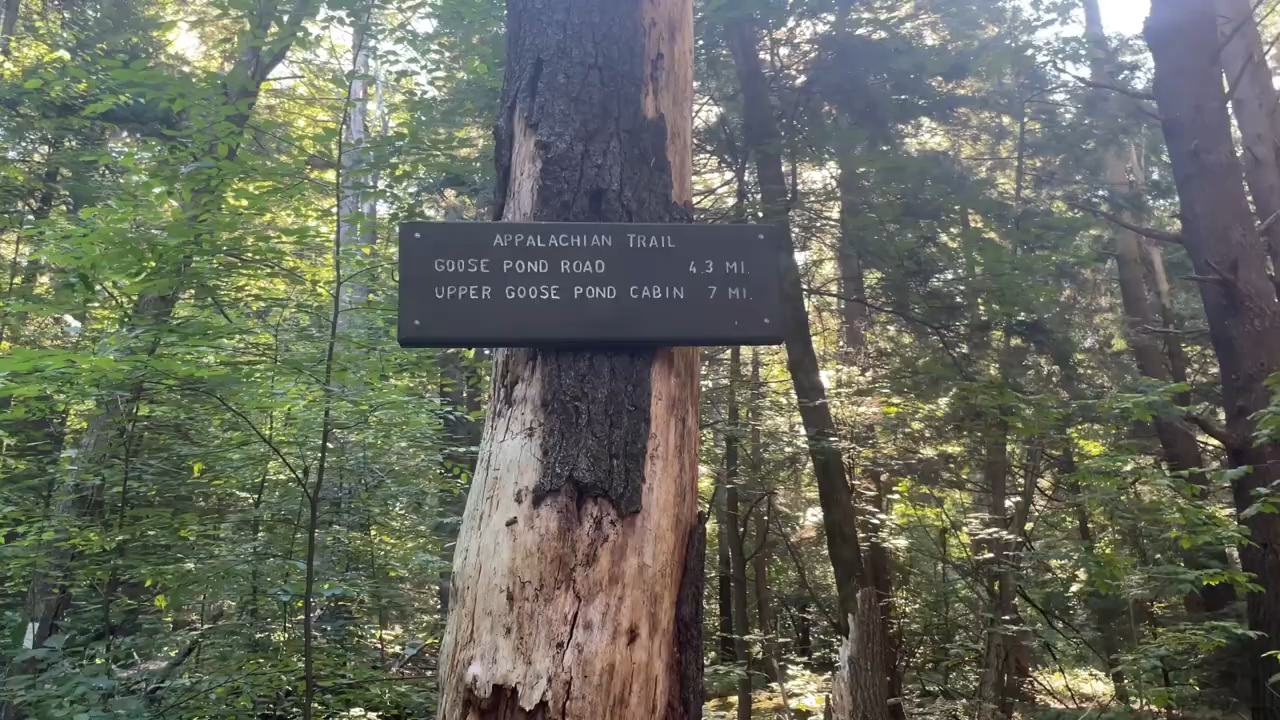 APPALACHIAN TRAIL
GOOSE POND ROAD 4.3 MI.
UPPER GOOSE POND CABIN 7 MI.